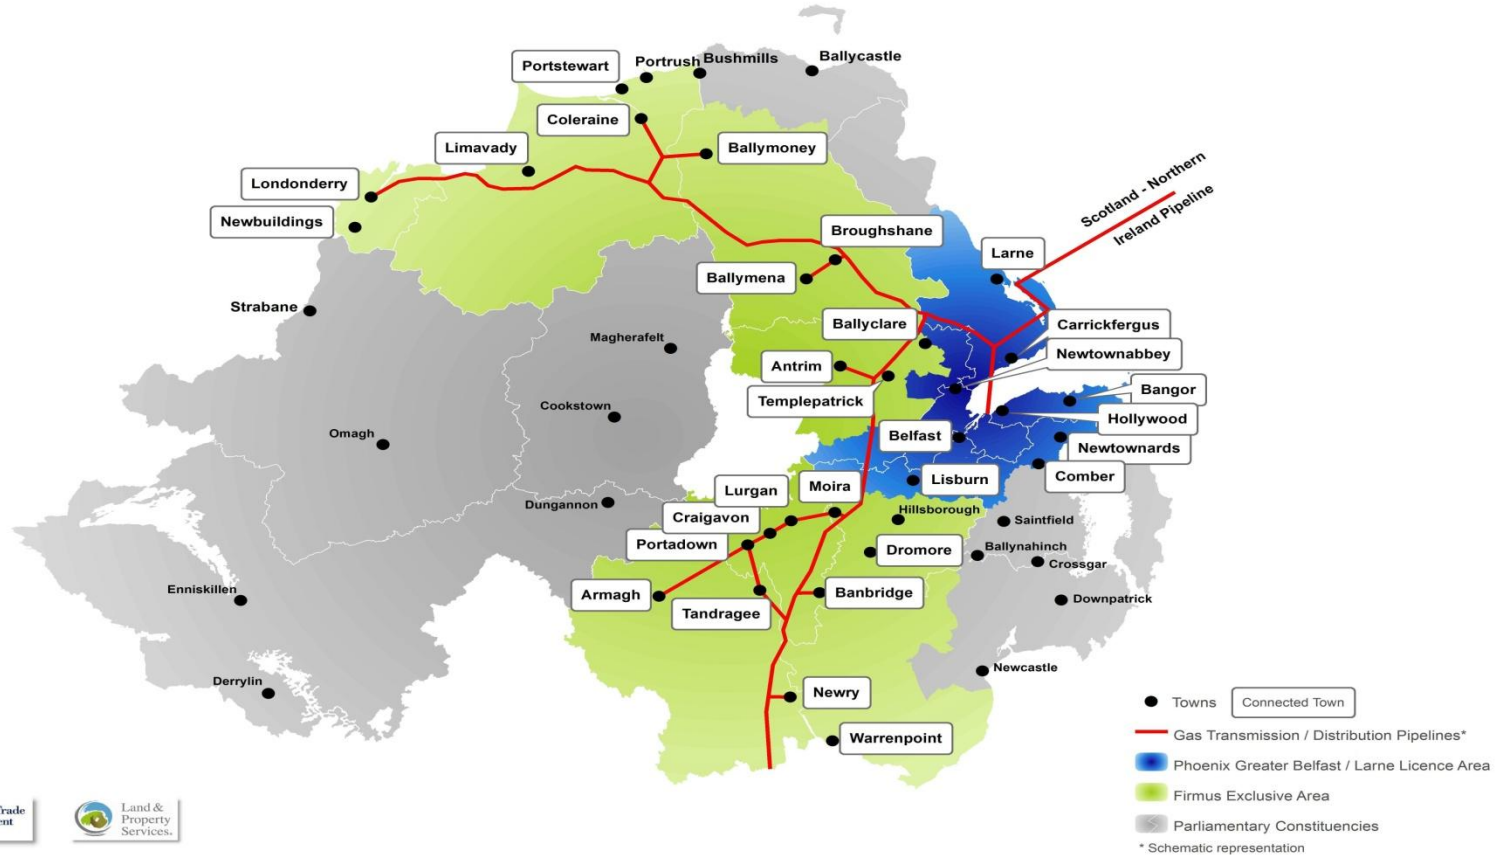 Portstewart
Portrush
Bushmills
Ballycastle
Coleraine
Limavady
Ballymoney
Londonderry
Newbuildings
Scotland - Northern
Ireland Pipeline
Broughshane
Larne
Ballymena
Strabane
Ballyclare
Carrickfergus
Magherafelt
Newtownabbey
Antrim
Templepatrick
Bangor
Cookstown
Hollywood
Omagh
Belfast
Newtownards
Lisburn
Comber
Lurgan
Moira
Dungannon
Hillsborough
Craigavon
Saintfield
Portadown
Dromore
Ballynahinch
Crossgar
Enniskillen
Armagh
Banbridge
Downpatrick
Tandragee
Derrylin
Newcastle
Newry
Warrenpoint
Towns
Connected Town
Gas Transmission / Distribution Pipelines*
Phoenix Greater Belfast / Larne Licence Area
Firmus Exclusive Area
Parliamentary Constituencies
* Schematic representation
Land &
Property
Services.